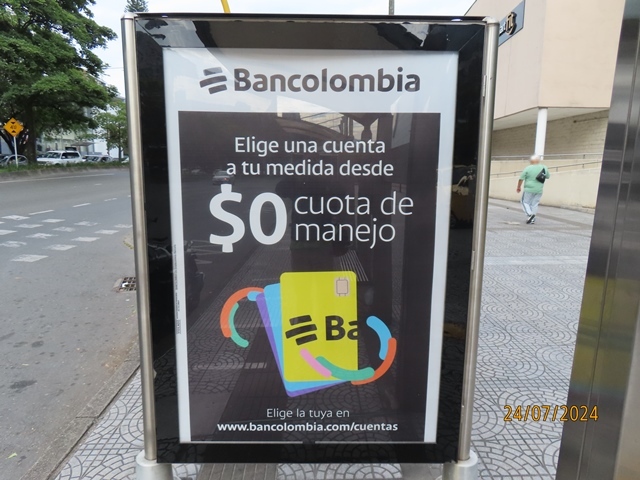 Bancolombia
Elige una cuenta
a tu medida desde
$0 cuota de
manejo
Ba
Elige la tuya en
www.bancolombia.com/cuentas
24/07/2024